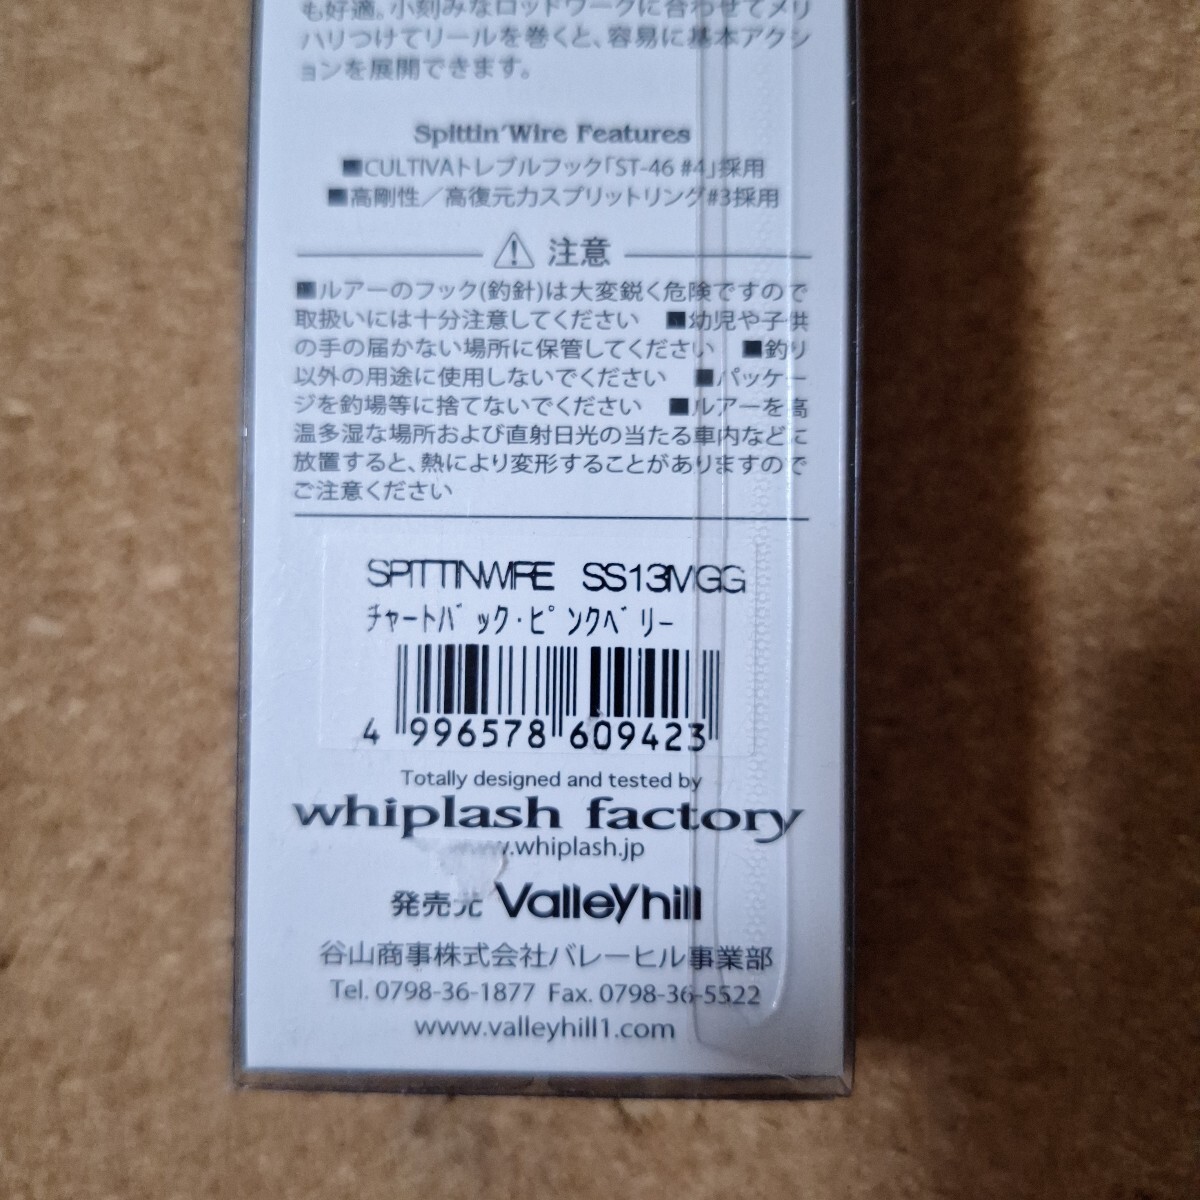 も好適。小刻みなロッドワークに合わせてメリ
ハリつけてリールを巻くと、容易に基本アクシ
ョンを展開できます。
Spittin'Wire Features
■CULTIVAトレブルフック「ST-46 #4」採用
■高剛性／高復元力スプリットリング#3採用
注意
■ルアーのフック(釣針)は大変鋭く危険ですので
取扱いには十分注意してください ■幼児や子供
の手の届かない場所に保管してください ■釣り
以外の用途に使用しないでください ■パッケー
ジを釣場等に捨てないでください ■ルアーを高
温多湿な場所および直射日光の当たる車内などに
放置すると、熱により変形することがありますので
ご注意ください
SPITTINWIRE SS13MGG
ﾁｬｰﾄﾊﾞｯｸ･ﾋﾟﾝｸﾍﾞﾘｰ
4 996578 609423
Totally designed and tested by
whiplash factory
www.whiplash.jp
発売元 Valleyhill
谷山商事株式会社バレーヒル事業部
Tel. 0798-36-1877 Fax. 0798-36-5522
www.valleyhill1.com